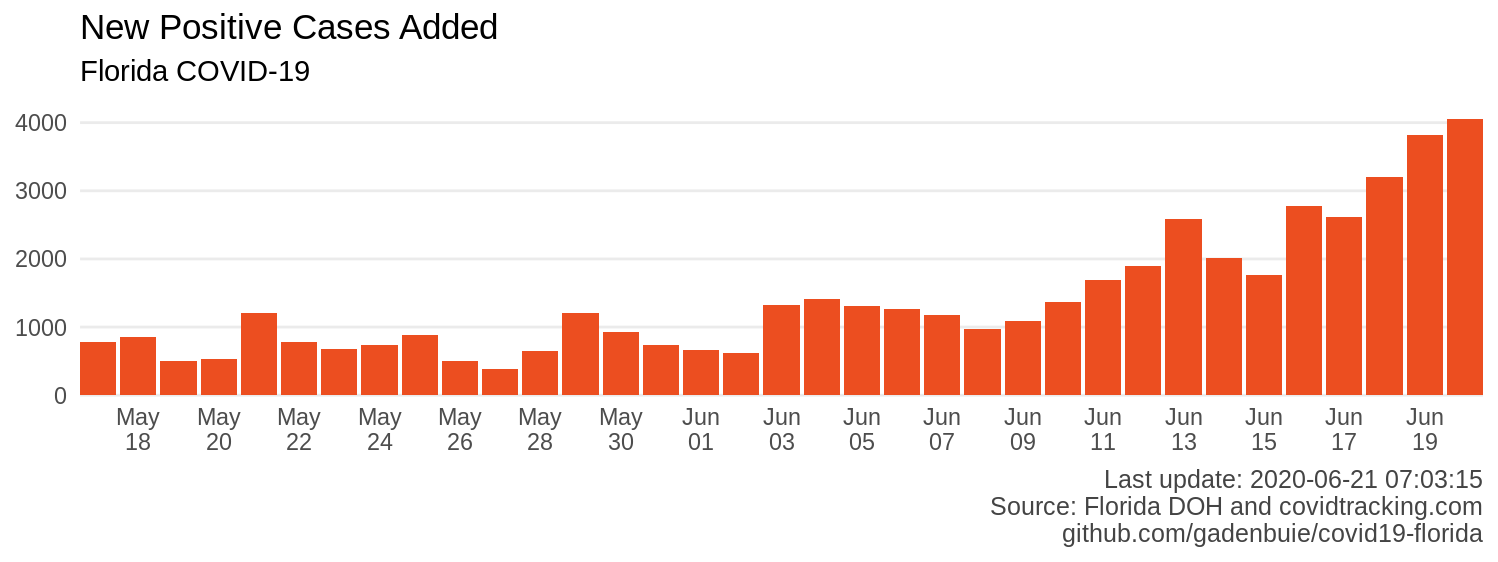 New Positive Cases Added
Florida COVID-19
4000
3000
2000
1000
0
May May May May May May May Jun Jun Jun Jun Jun Jun Jun Jun Jun Jun
18 20 22 24 26 28 30 01 03 05 07 09 11 13 15 17 19
Last update: 2020-06-21 07:03:15
Source: Florida DOH and covidtracking.com
github.com/gadenbuie/covid19-florida